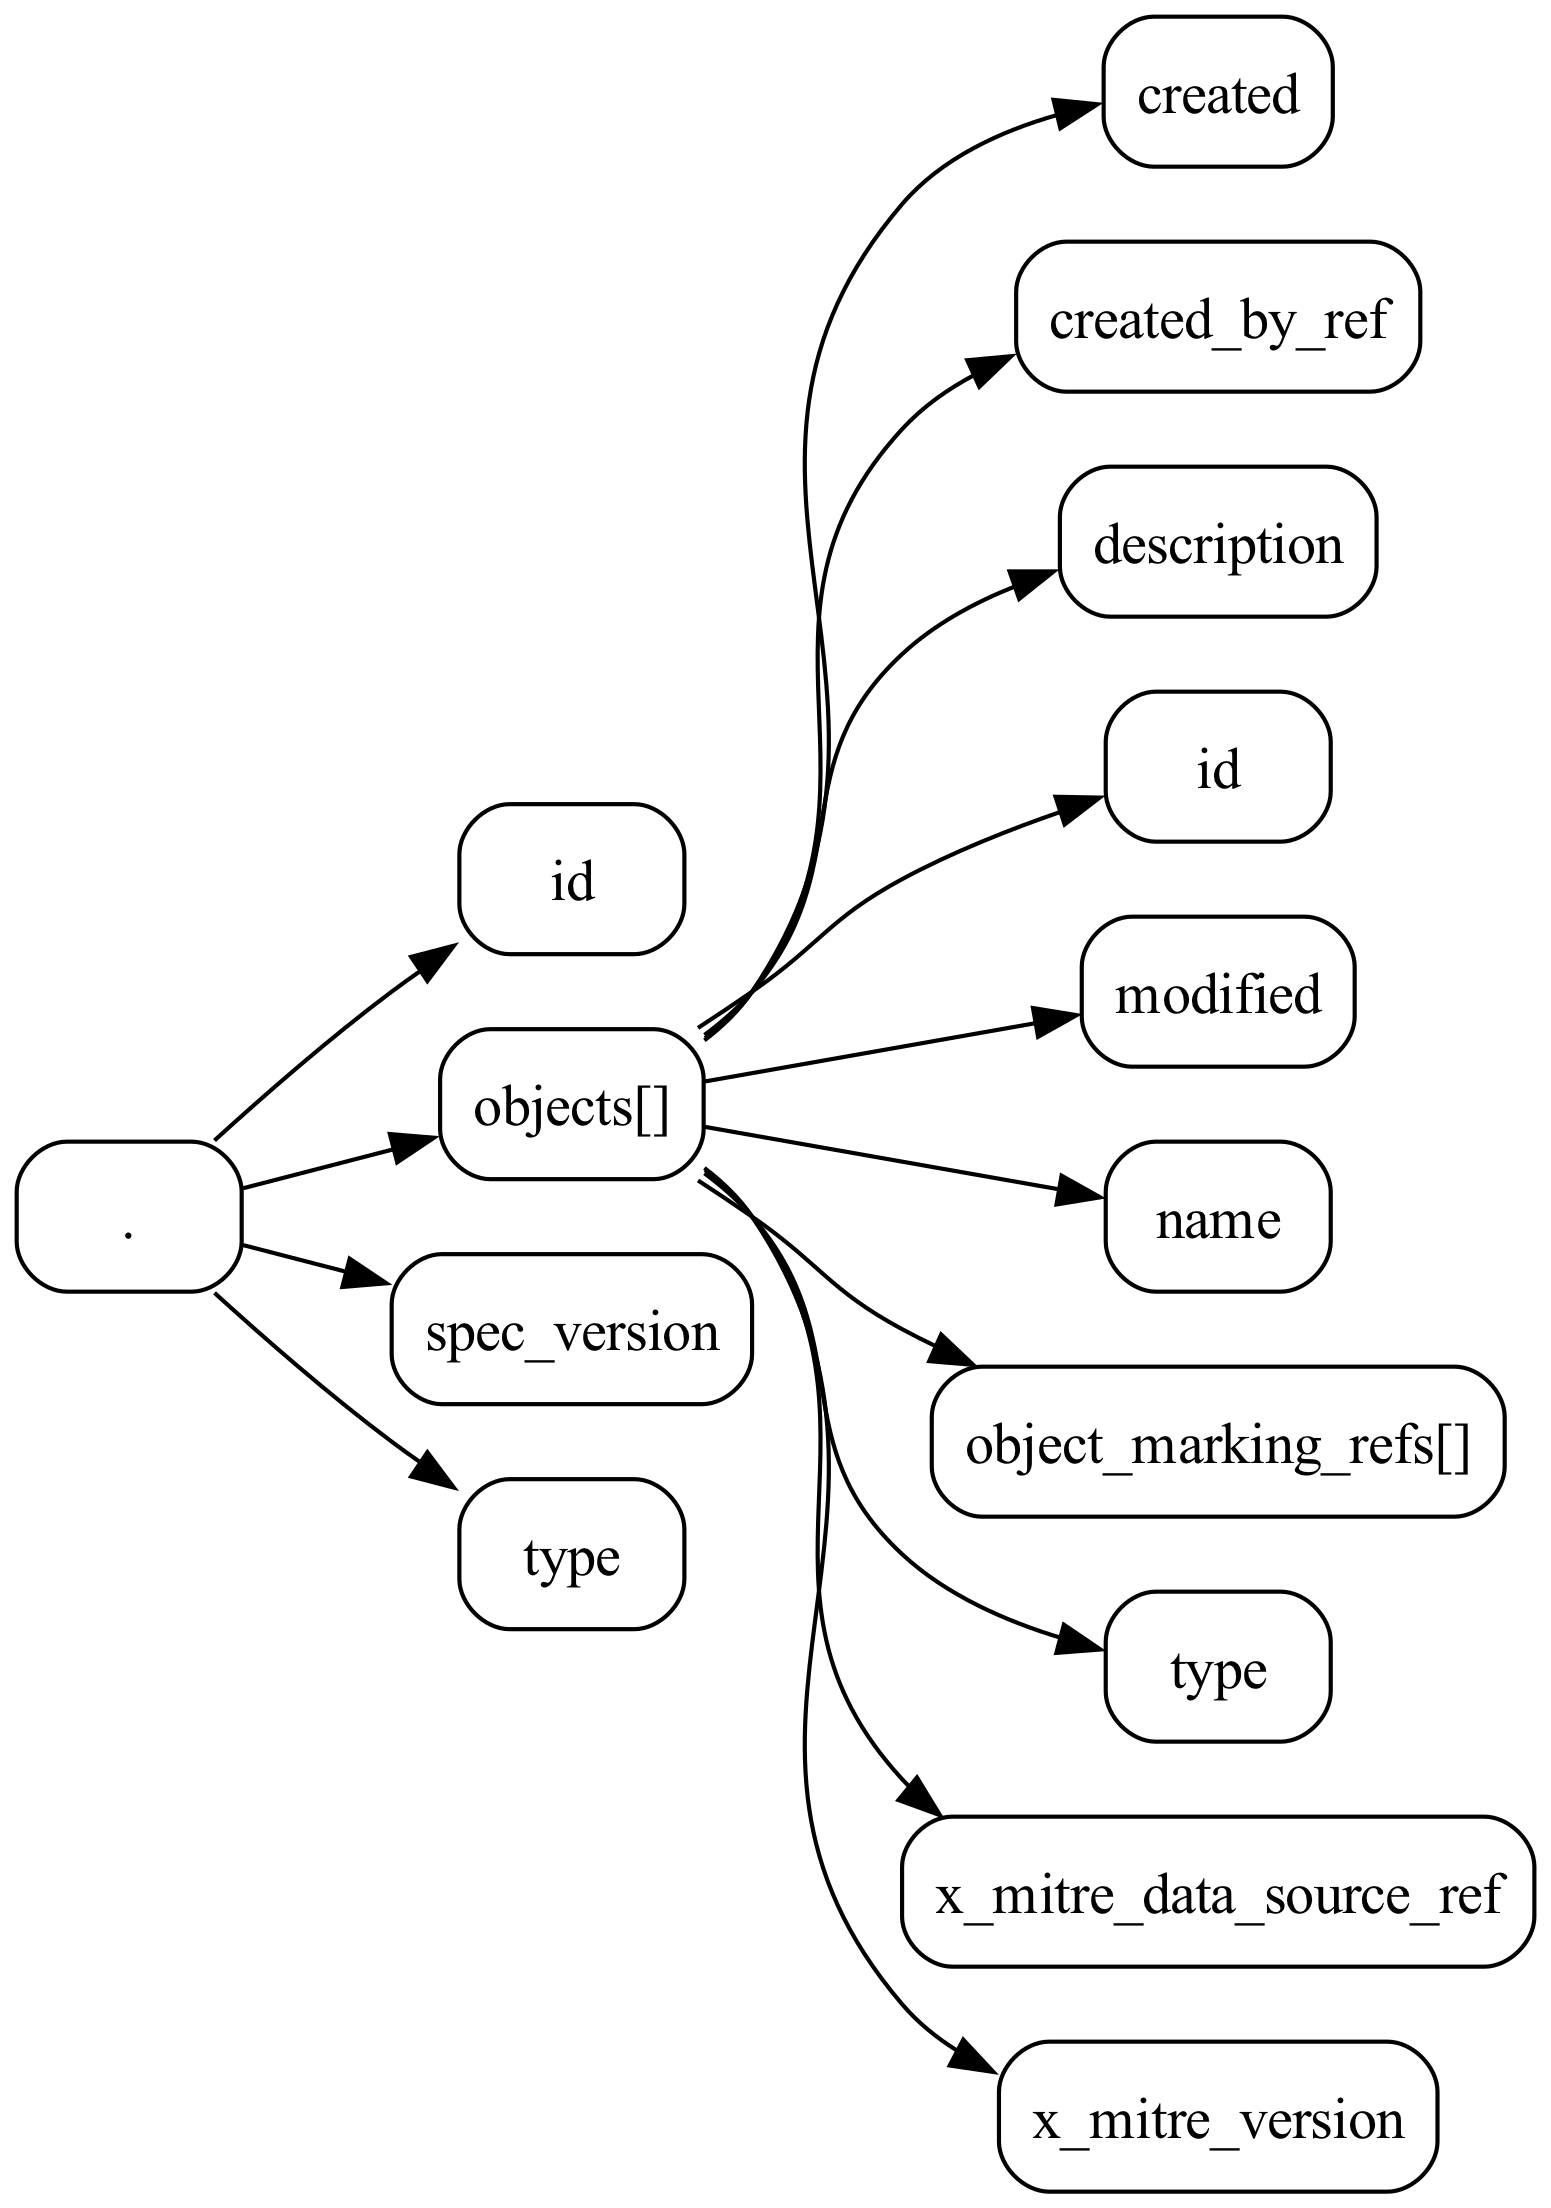 .
id
objects[]
spec_version
type
created
created_by_ref
description
id
modified
name
object_marking_refs[]
type
x_mitre_data_source_ref
x_mitre_version